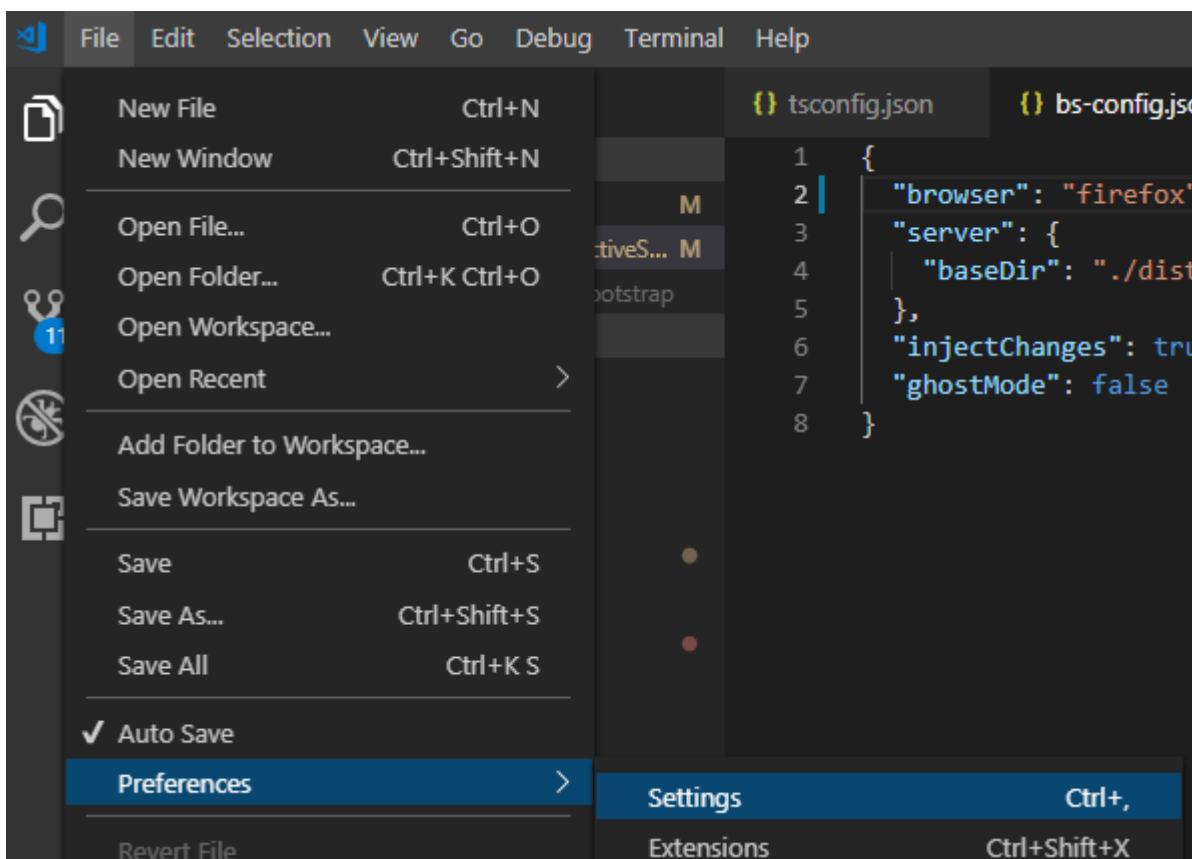 File Edit Selection View Go Debug Terminal Help
New File Ctrl+N
New Window Ctrl+Shift+N
Open File... Ctrl+O
Open Folder... Ctrl+K Ctrl+O
Open Workspace...
Open Recent
Add Folder to Workspace...
Save Workspace As...
Save Ctrl+S
Save As... Ctrl+Shift+S
Save All Ctrl+K S
Auto Save
Preferences
Revert File
Settings Ctrl+,
Extensions Ctrl+Shift+X
11
M
ctiveS... M
ootstrap
{} tsconfig.json {} bs-config.jso
1 {
2 "browser": "firefox"
3 "server": {
4 "baseDir": "./dist
5 },
6 "injectChanges": tru
7 "ghostMode": false
8 }